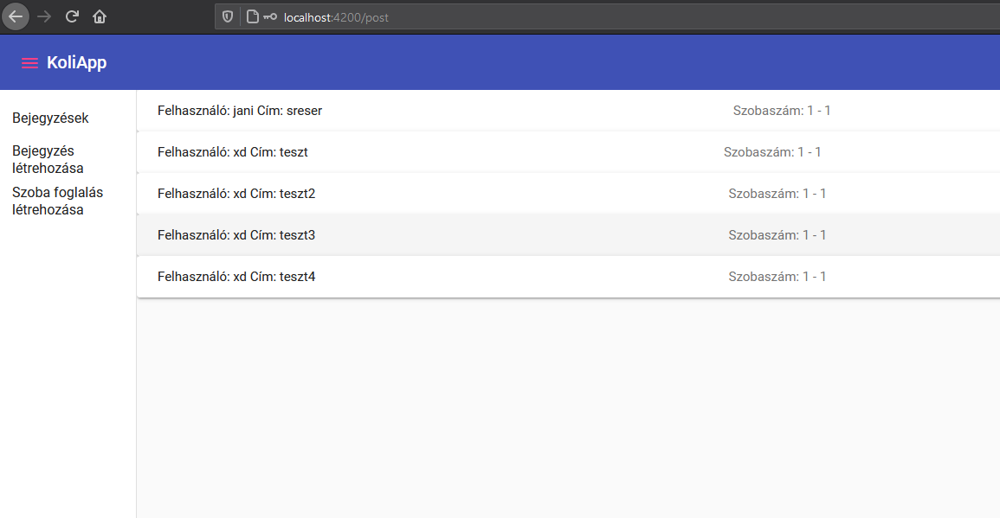 localhost:4200/post
KoliApp
Bejegyzések
Bejegyzés
létrehozása
Szoba foglalás
létrehozása
Felhasználó: jani Cím: sreser Szobaszám: 1 - 1
Felhasználó: xd Cím: teszt Szobaszám: 1 - 1
Felhasználó: xd Cím: teszt2 Szobaszám: 1 - 1
Felhasználó: xd Cím: teszt3 Szobaszám: 1 - 1
Felhasználó: xd Cím: teszt4 Szobaszám: 1 - 1